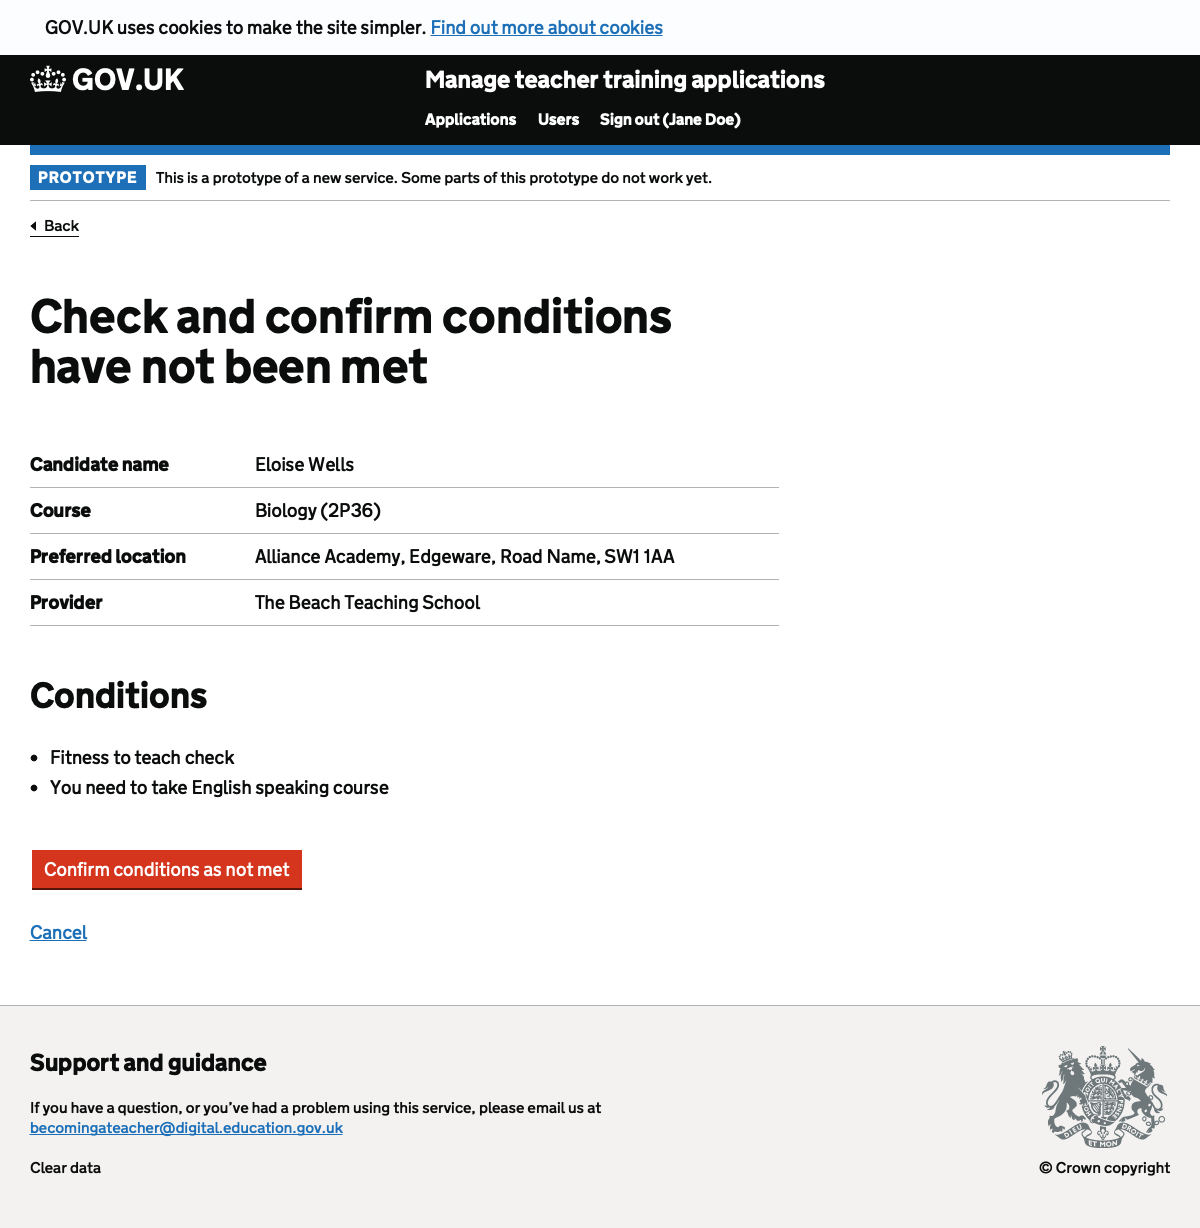 GOV.UK uses cookies to make the site simpler. Find out more about cookies
GOV.UK
Manage teacher training applications
Applications Users Sign out (Jane Doe)
PROTOTYPE This is a prototype of a new service. Some parts of this prototype do not work yet.
Back
Check and confirm conditions
have not been met
Candidate name Eloise Wells
Course Biology (2P36)
Preferred location Alliance Academy, Edgeware, Road Name, SW1 1AA
Provider The Beach Teaching School
Conditions
• Fitness to teach check
• You need to take English speaking course
Confirm conditions as not met
Cancel
Support and guidance
If you have a question, or you’ve had a problem using this service, please email us at
becomingateacher@digital.education.gov.uk
Clear data
DIEU ET MON DROIT
© Crown copyright